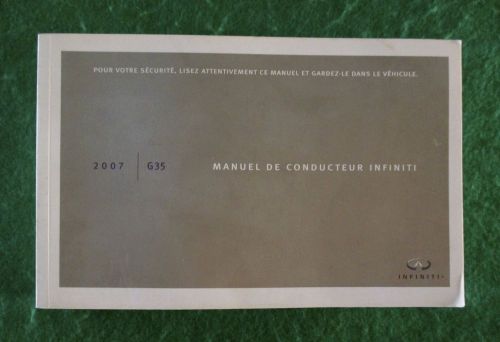 POUR VOTRE SÉCURITÉ, LISEZ ATTENTIVEMENT CE MANUEL ET GARDEZ-LE DANS LE VÉHICULE.
2007 | G35 MANUEL DE CONDUCTEUR INFINITI
INFINITI